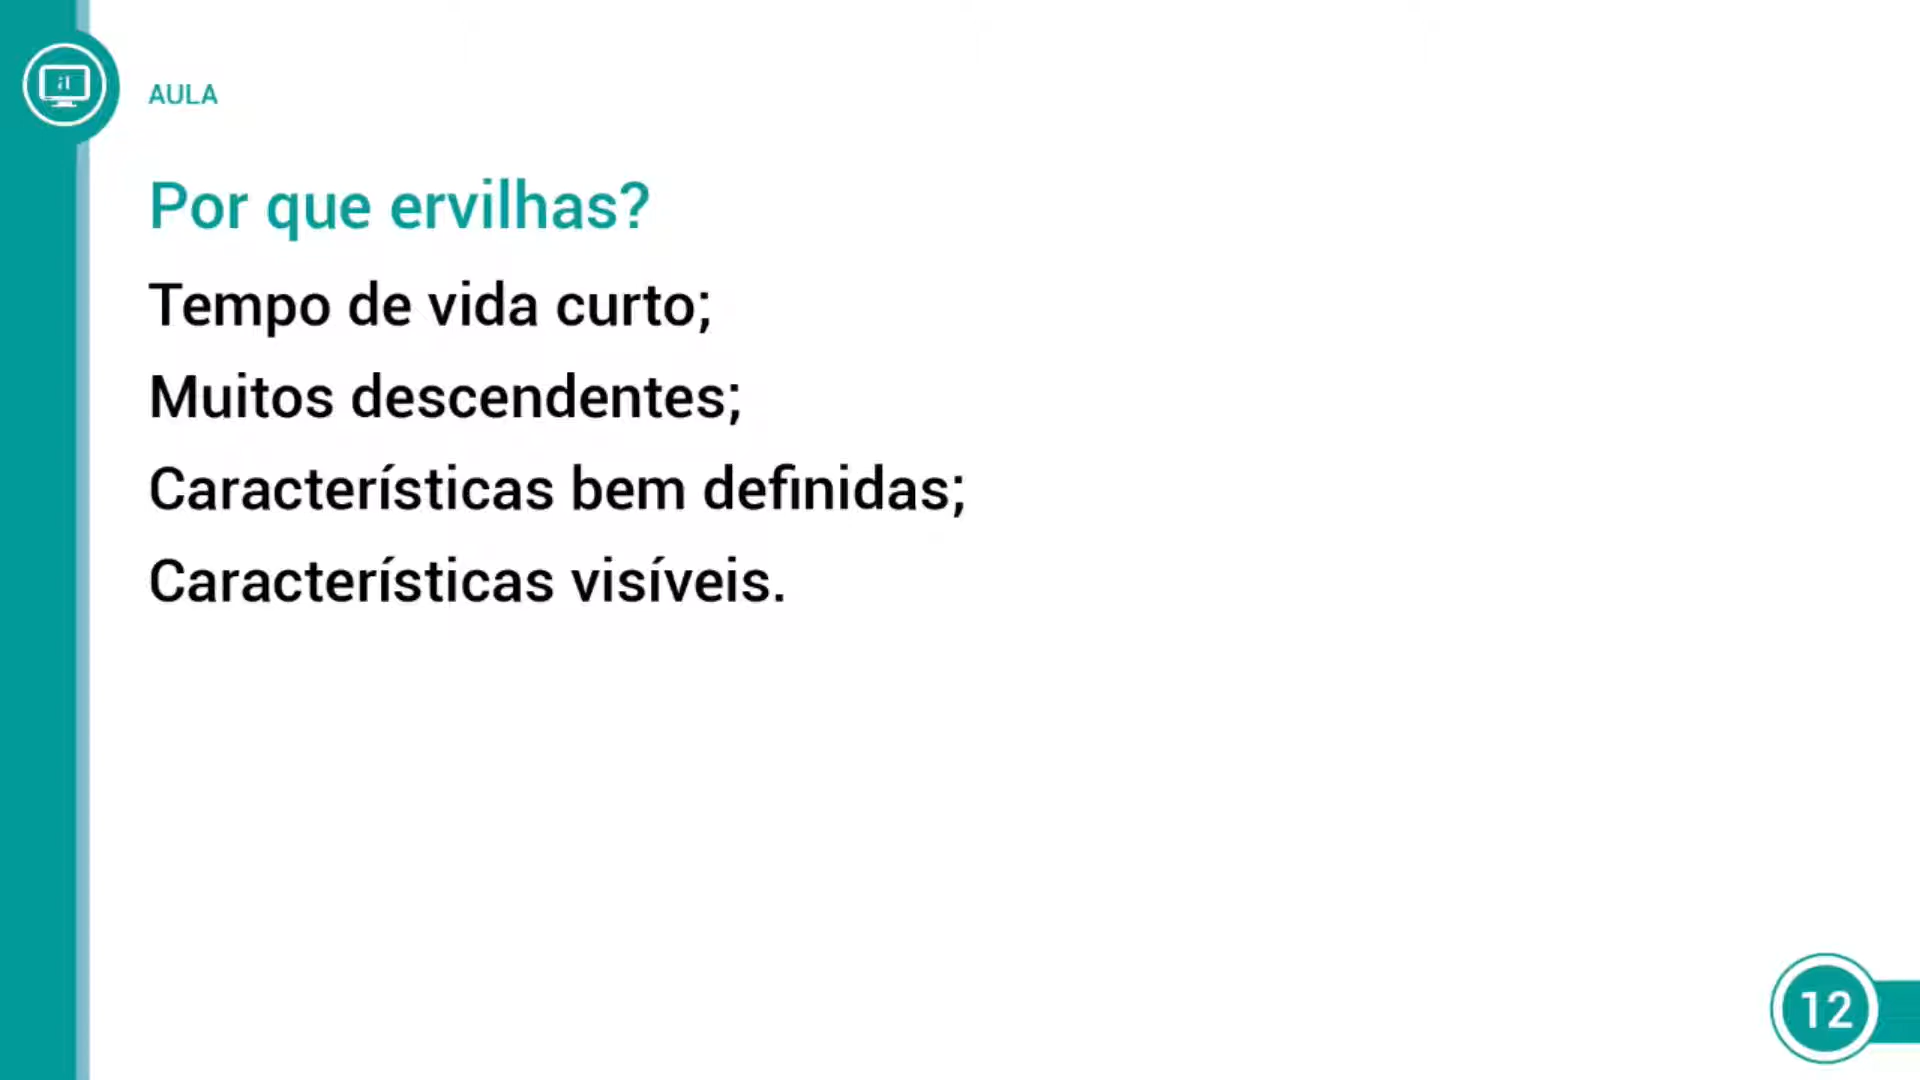 AULA
Por que ervilhas?
Tempo de vida curto;
Muitos descendentes;
Características bem definidas;
Características visíveis.
12